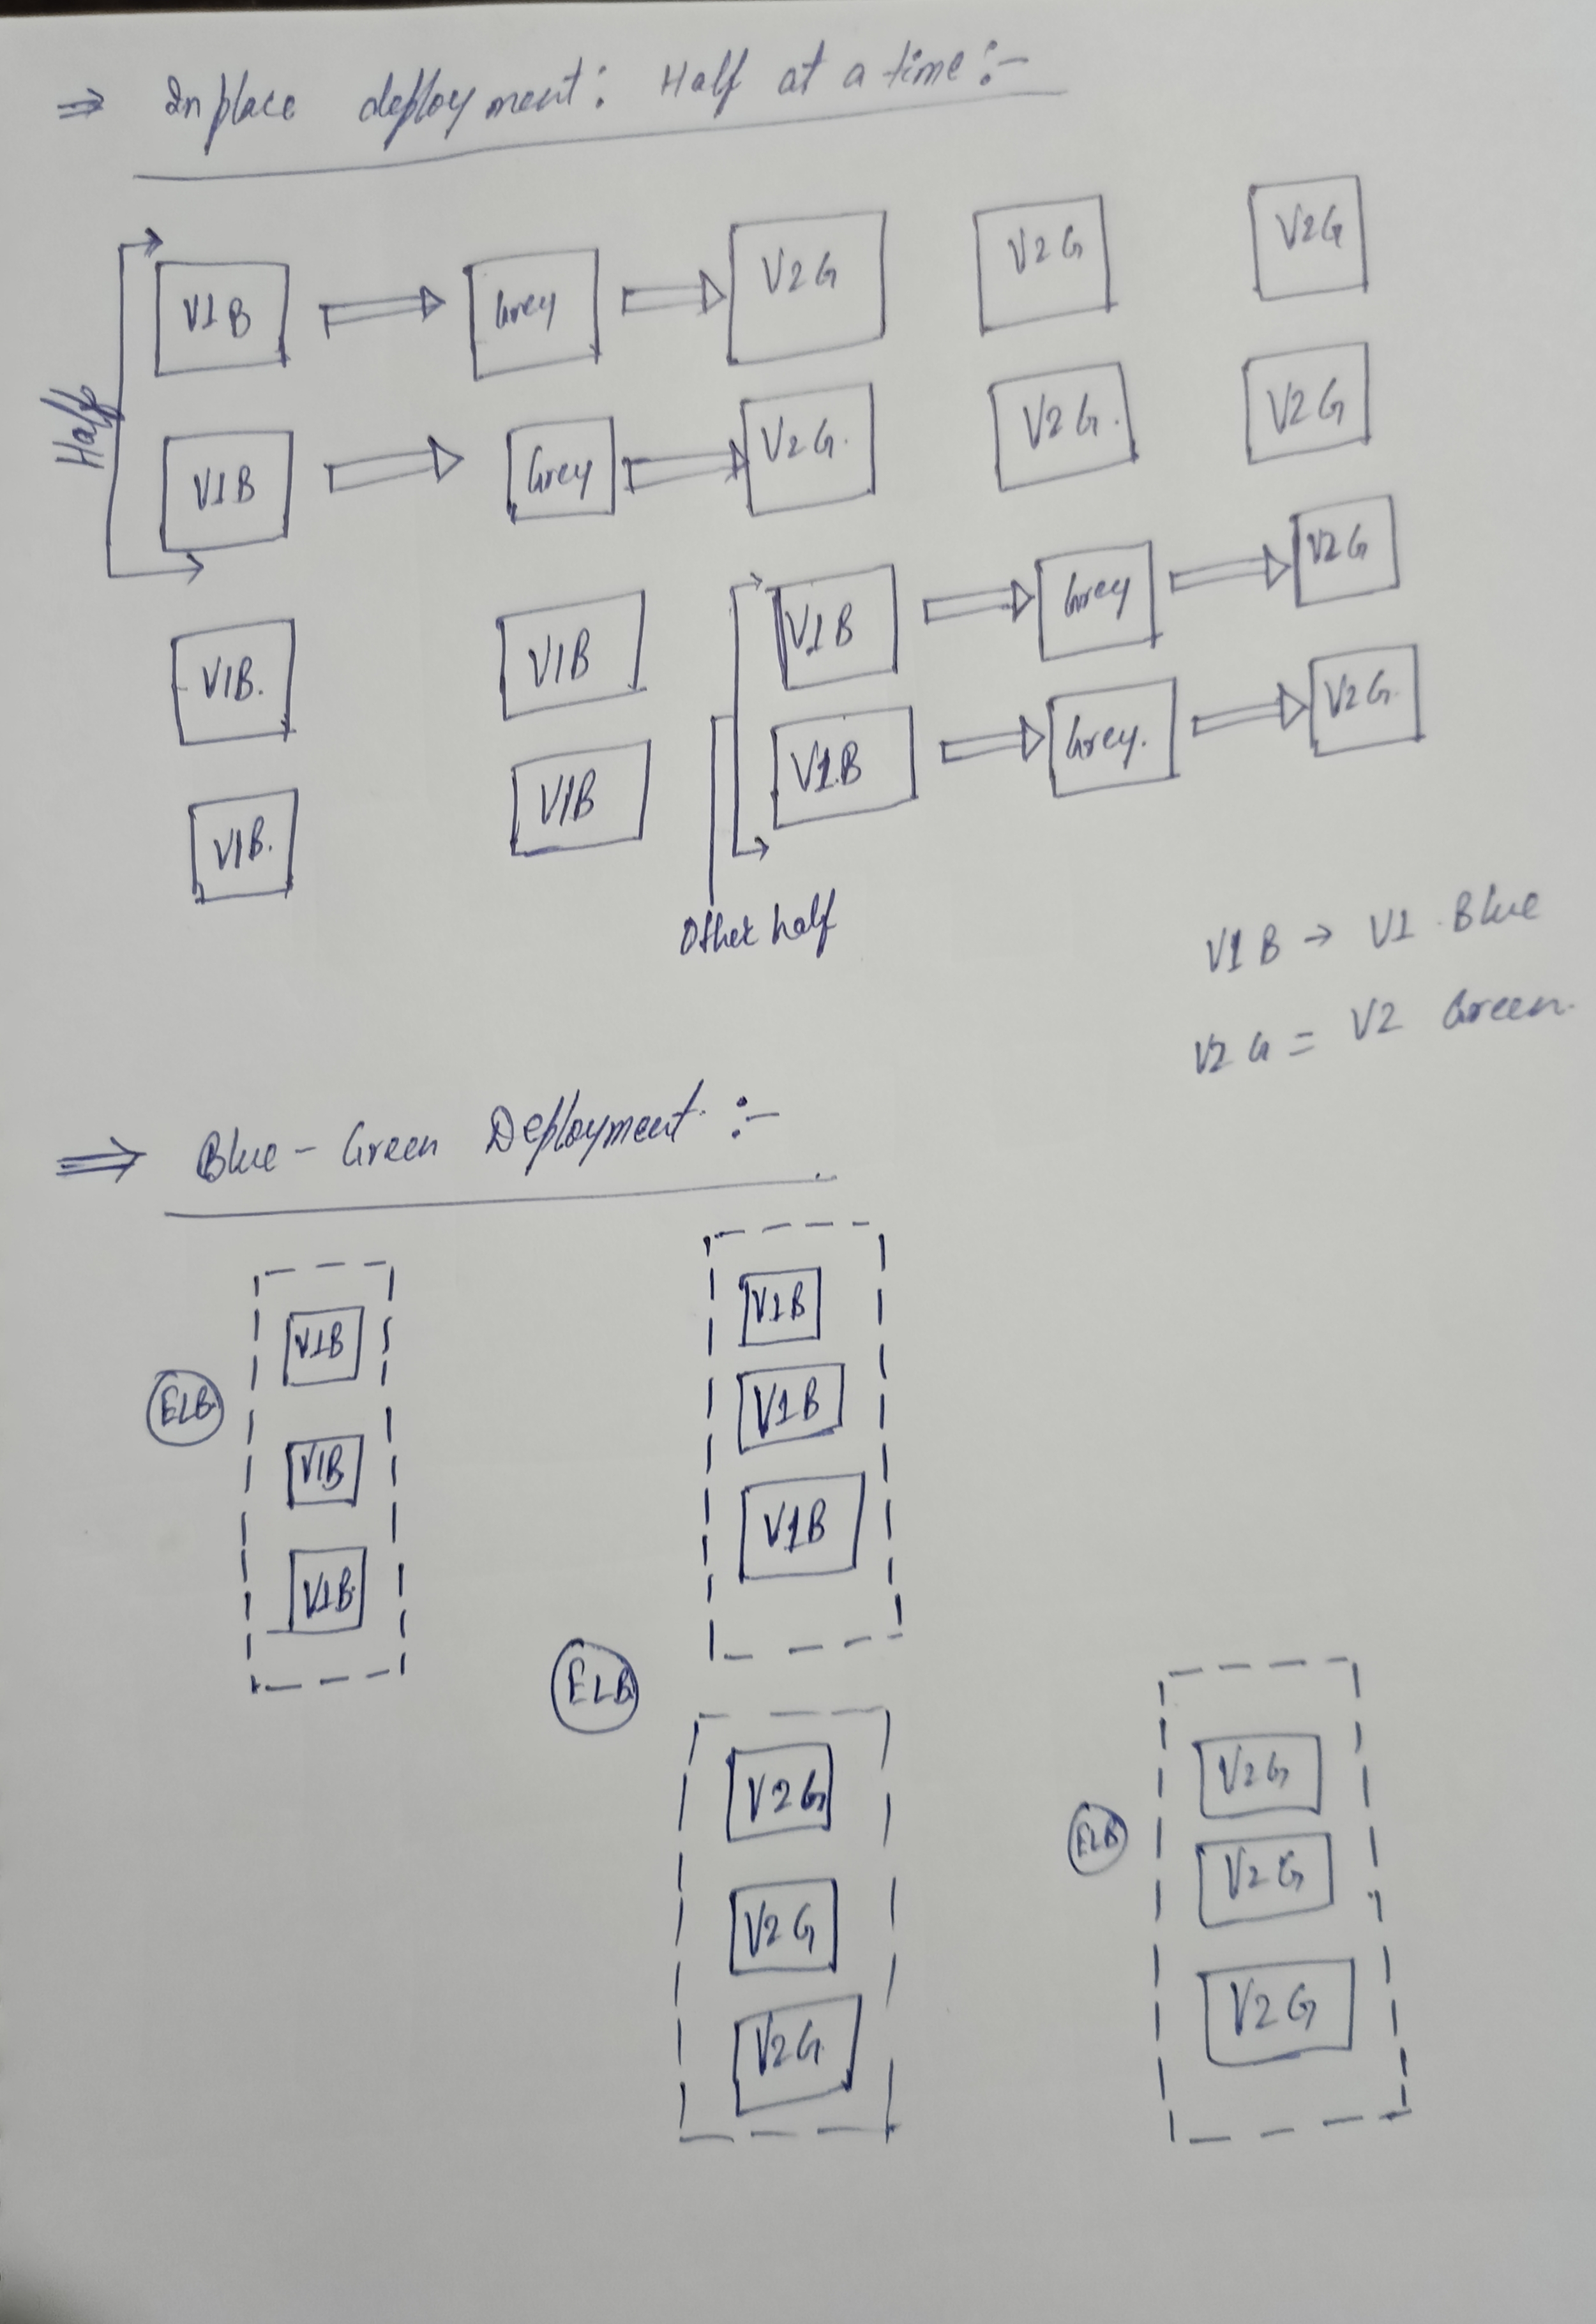 ⇒ Inplace deployment: Half at a time:-
Half
V1B Grey V2G V2G V2G
V1B Grey V2G. V2G. V2G
V1B. V1B V1B Grey V2G
V1B. V1B V1B Grey. V2G.
Other half
V1B → V1 Blue
V2G = V2 Green.
⇒ Blue-Green Deployment:-
ELB
V1B
V1B
V1B
ELB
V1B
V1B
V1B
V2G
V2G
V2G
ELB
V2G
V2G
V2G